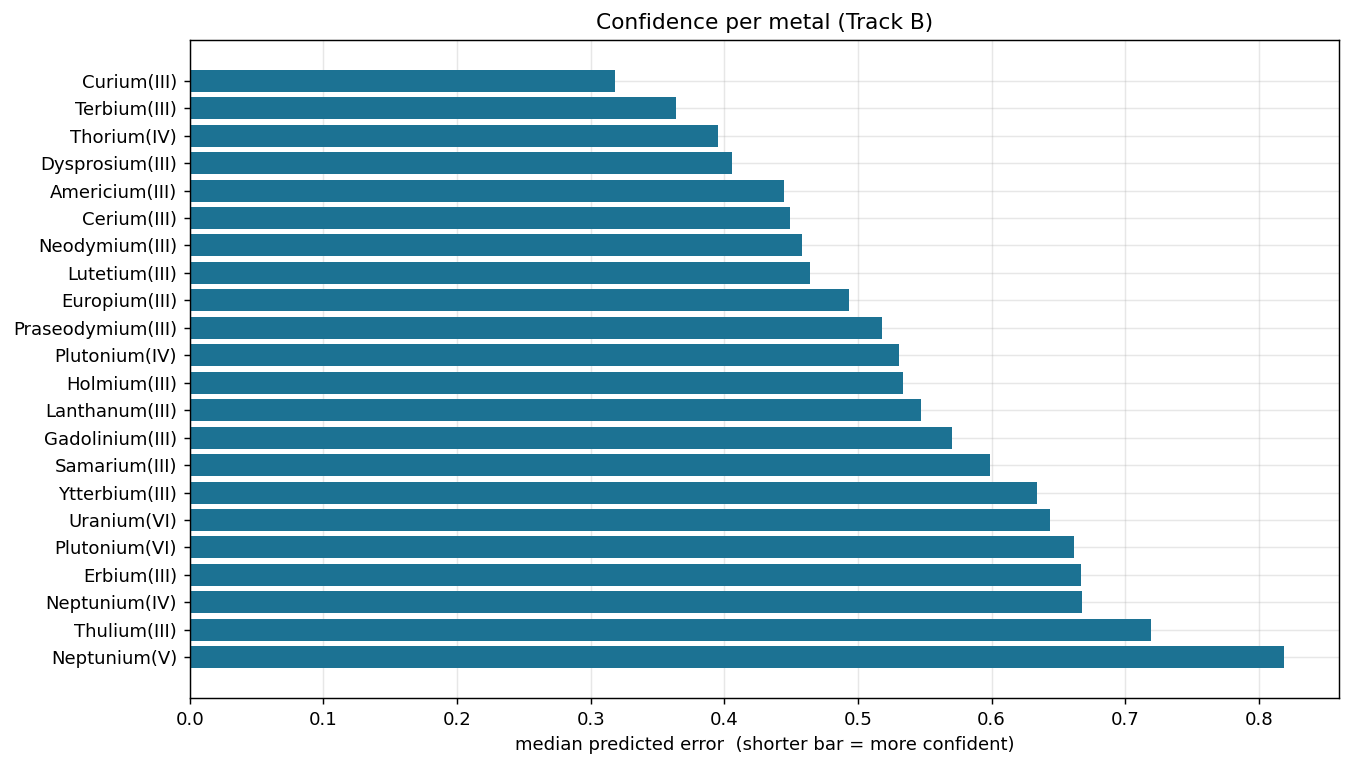 Confidence per metal (Track B)
Curium(III)
Terbium(III)
Thorium(IV)
Dysprosium(III)
Americium(III)
Cerium(III)
Neodymium(III)
Lutetium(III)
Europium(III)
Praseodymium(III)
Plutonium(IV)
Holmium(III)
Lanthanum(III)
Gadolinium(III)
Samarium(III)
Ytterbium(III)
Uranium(VI)
Plutonium(VI)
Erbium(III)
Neptunium(IV)
Thulium(III)
Neptunium(V)
0.0 0.1 0.2 0.3 0.4 0.5 0.6 0.7 0.8
median predicted error  (shorter bar = more confident)